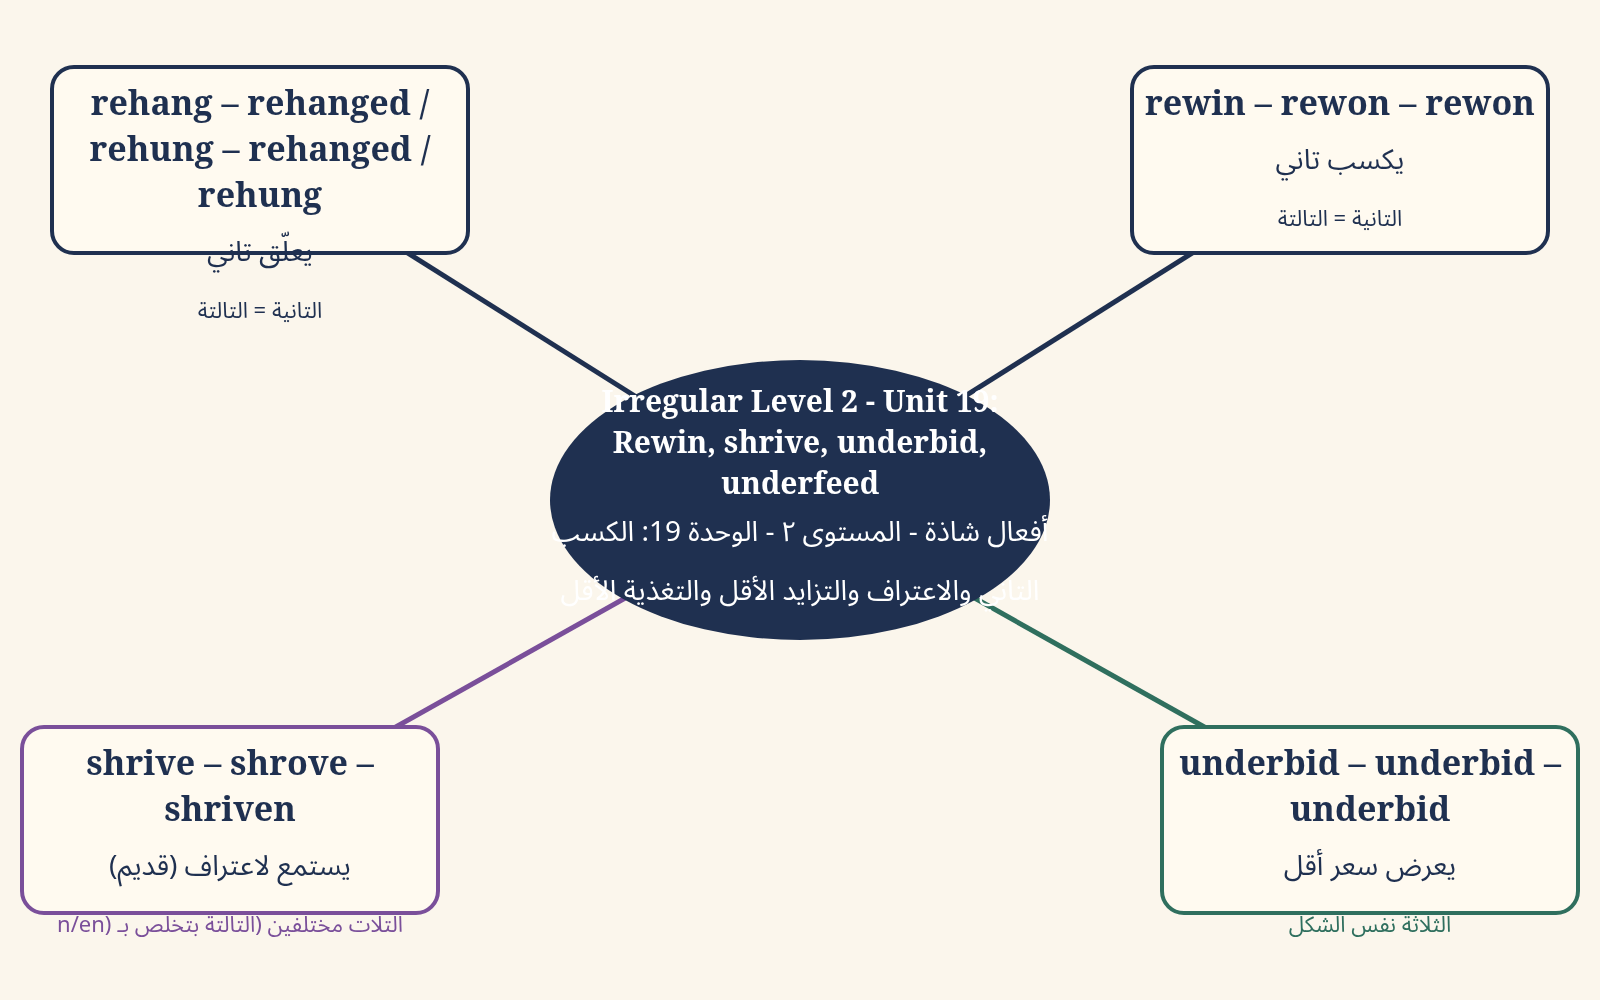 rehang – rehanged /
rehung – rehanged /
rehung
يعلّق تاني
التانية = التالتة
rewin – rewon – rewon
يكسب تاني
التانية = التالتة
Irregular Level 2 - Unit 19:
Rewin, shrive, underbid,
underfeed
أفعال شاذة - المستوى ٢ - الوحدة 19: الكسب
التاني والاعتراف والتزايد الأقل والتغذية الأقل
shrive – shrove –
shriven
يستمع لاعتراف (قديم)
التلات مختلفين (التالتة بتخلص بـ n/en)
underbid – underbid –
underbid
يعرض سعر أقل
الثلاثة نفس الشكل